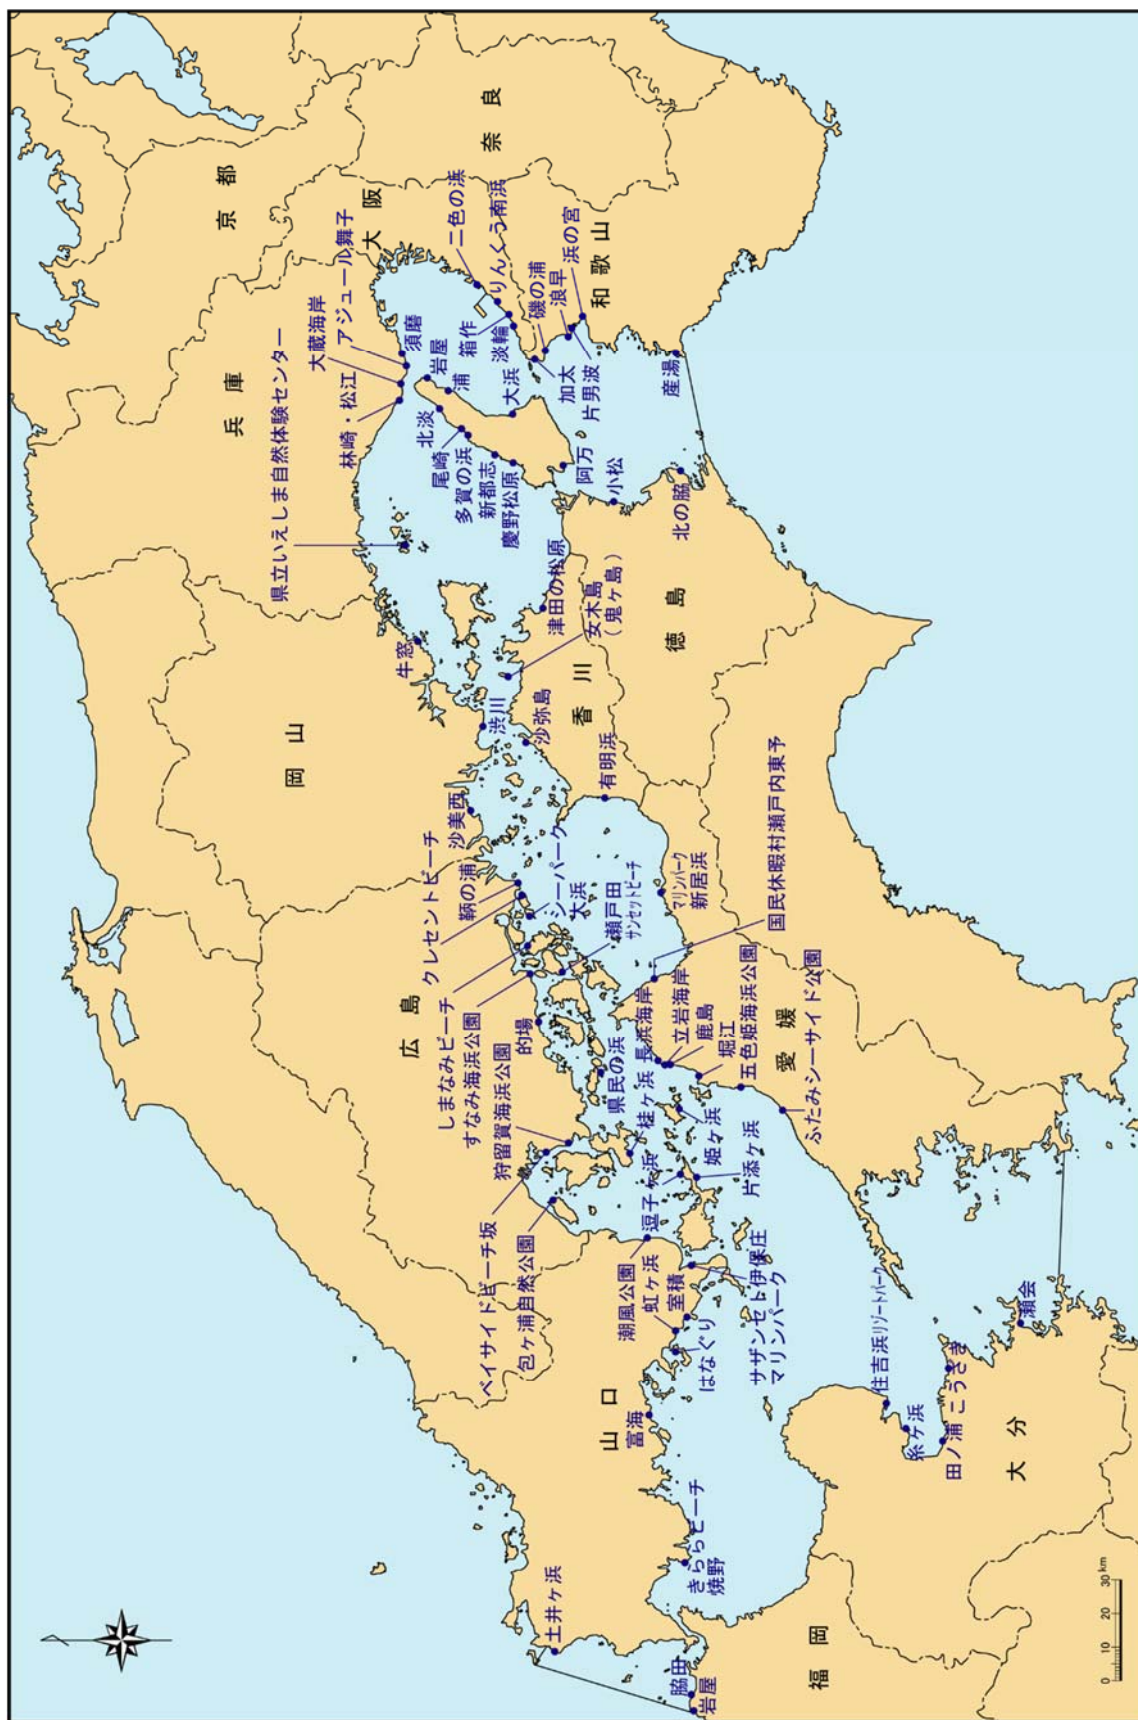 京都
兵庫
大阪
奈良
和歌山
岡山
広島
山口
香川
徳島
愛媛
福岡
大分
県立いえしま自然体験センター
林崎・松江
大蔵海岸
アジュール舞子
須磨
岩屋
浦
北淡
尾崎
多賀の浜
新都志
慶野松原
大浜
阿万
二色の浜
りんくう南浜
箱作
淡輪
加太
磯の浦
浪早
片男波
浜の宮
産湯
小松
北の脇
牛窓
渋川
沙美西
津田の松原
女木島
(鬼ヶ島)
沙弥島
有明浜
鞆の浦
クレセントビーチ
シーパーク
大浜
しまなみビーチ
すなみ海浜公園
瀬戸田
サンセットビーチ
的場
県民の浜
狩留賀海浜公園
ベイサイドビーチ坂
包ヶ浦自然公園
桂ヶ浜
長浜海岸
マリンパーク
新居浜
国民休暇村瀬戸内東予
立岩海岸
鹿島
堀江
五色姫海浜公園
ふたみシーサイド公園
姫ヶ浜
逗子ヶ浜
片添ヶ浜
潮風公園
虹ヶ浜
室積
はなぐり
サザンセト伊保庄
マリンパーク
富海
きららビーチ
焼野
土井ヶ浜
脇田
岩屋
住吉浜リゾートパーク
糸ヶ浜
田ノ浦
こうざき
瀬会
0 10 20 30 km